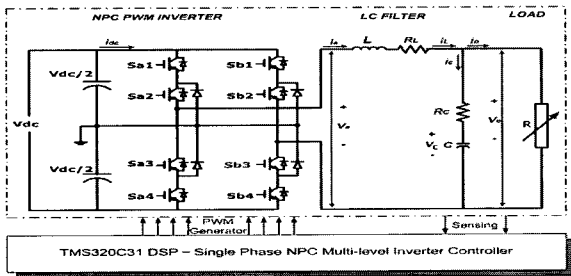 NPC PWM INVERTER
LC FILTER
LOAD
idc
ia
L
RL
iL
io
ic
Sa1
Sb1
Vdc/2
Sa2
Sb2
Vdc
+
+
+
Rc
R
Vo
Vc
C
-
-
-
Vdc/2
Sa3
Sb3
Sa4
Sb4
PWM
Generator
Sensing
TMS320C31 DSP – Single Phase NPC Multi-level Inverter Controller